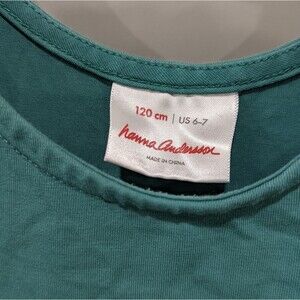 120 cm | US 6-7
hanna andersson
MADE IN CHINA